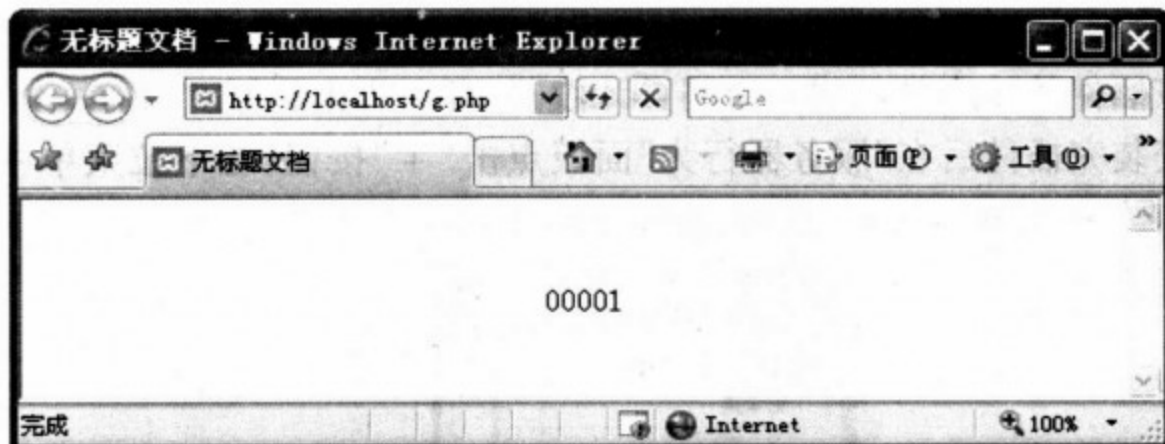 无标题文档 - Windows Internet Explorer
http://localhost/g.php
Google
无标题文档
页面(P)
工具(O)
»
00001
完成
Internet
100%